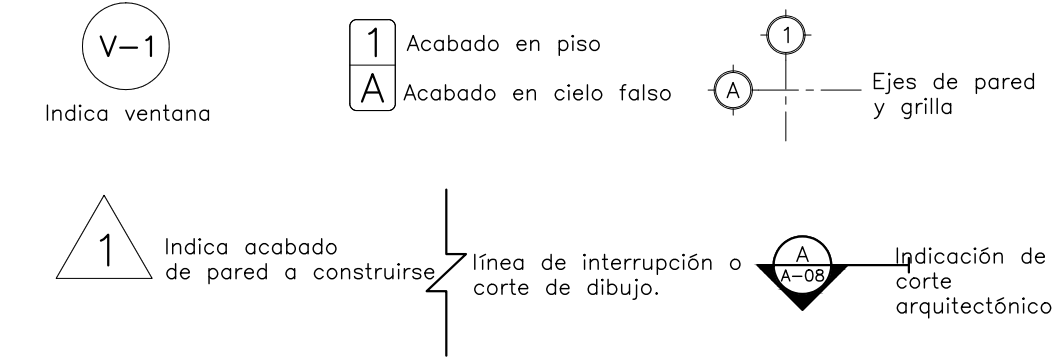 V-1
Indica ventana
1
Acabado en piso
A
Acabado en cielo falso
1
A
Ejes de pared
y grilla
1
Indica acabado
de pared a construirse
línea de interrupción o
corte de dibujo.
A
A-08
Indicación de
corte
arquitectónico